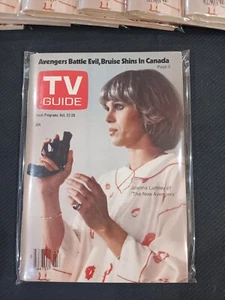 Avengers Battle Evil, Bruise Shins In Canada
Page 2
TV
GUIDE
Local Programs Oct. 22-28
Joanna Lumley of
"The New Avengers"